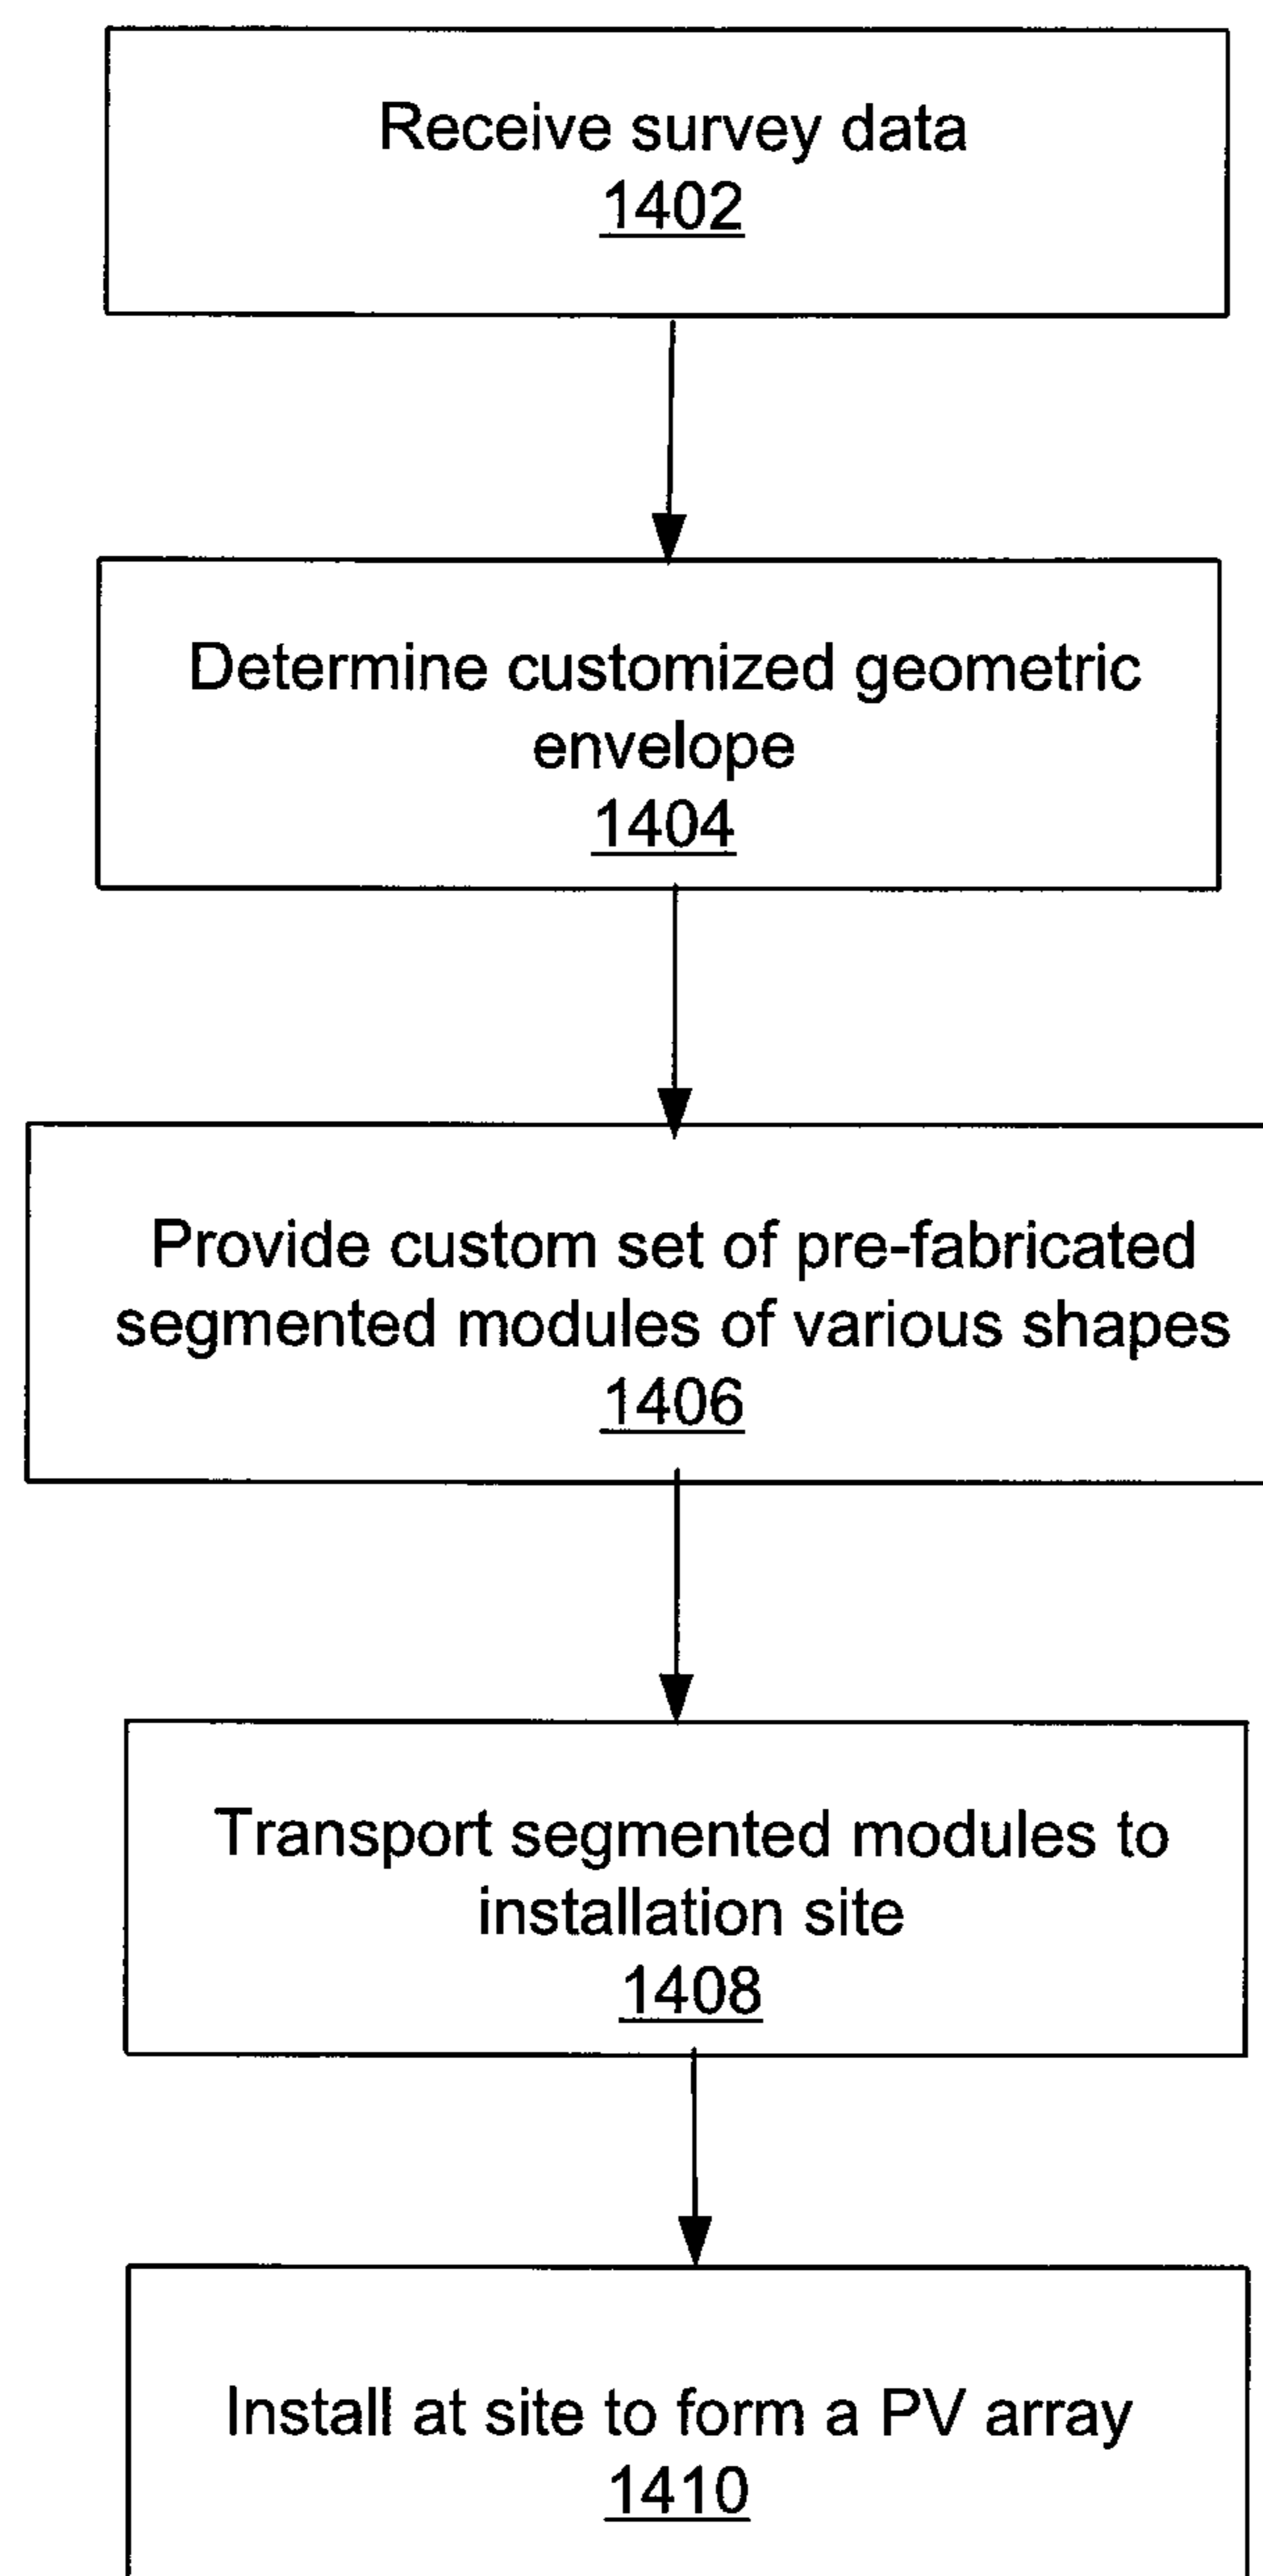 Receive survey data
1402
Determine customized geometric
envelope
1404
Provide custom set of pre-fabricated
segmented modules of various shapes
1406
Transport segmented modules to
installation site
1408
Install at site to form a PV array
1410